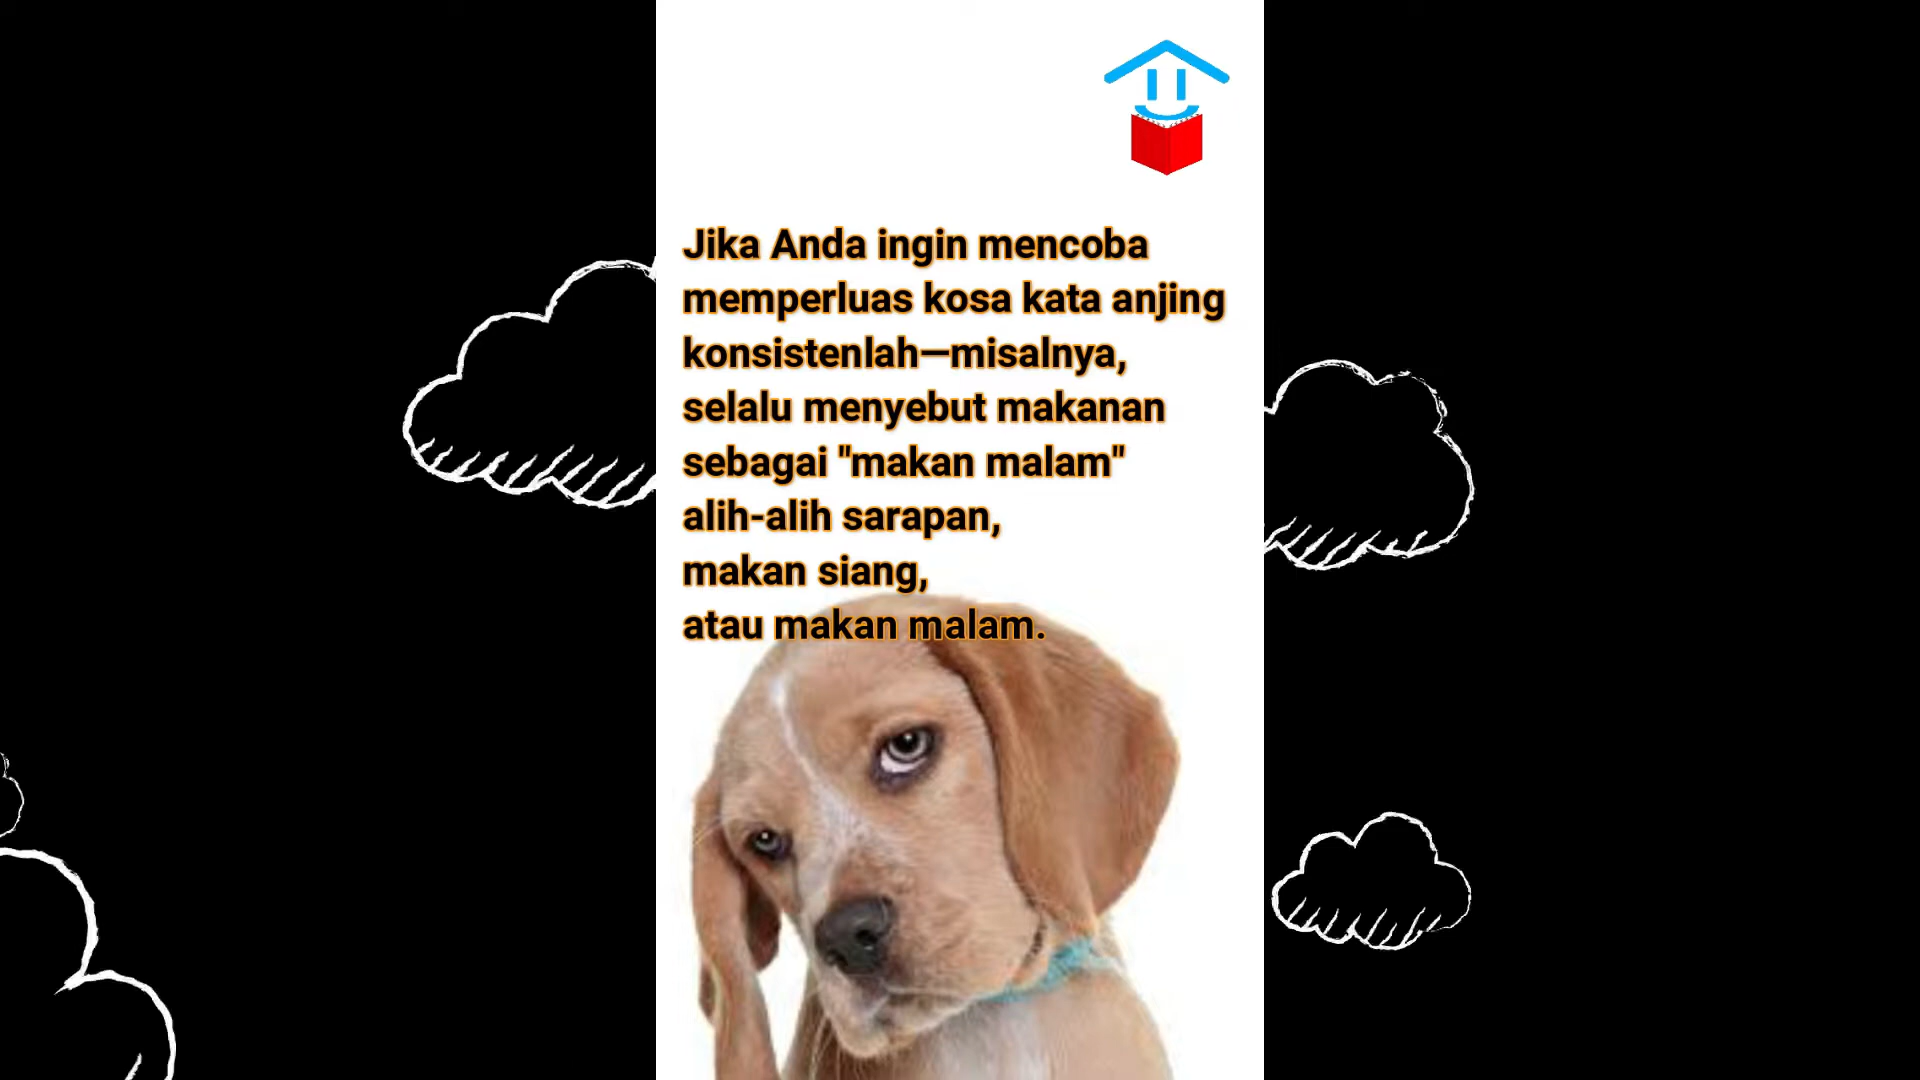 Jika Anda ingin mencoba
memperluas kosa kata anjing
konsistenlah—misalnya,
selalu menyebut makanan
sebagai "makan malam"
alih-alih sarapan,
makan siang,
atau makan malam.